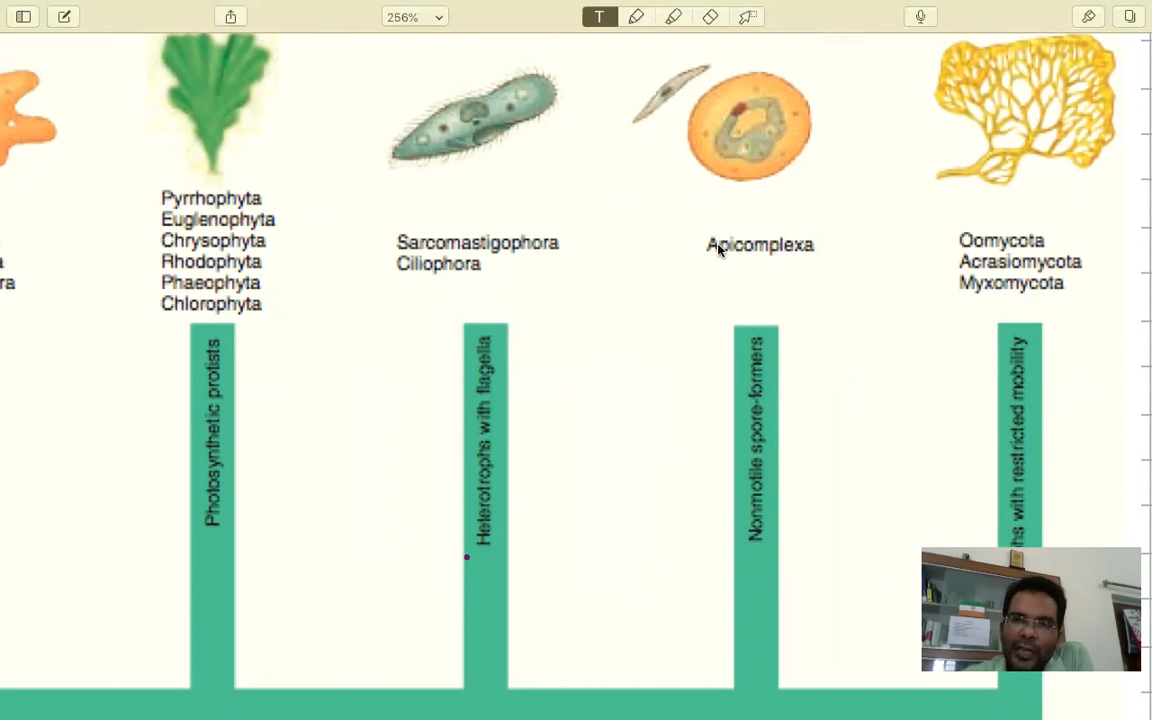 256%
T
Pyrrhophyta
Euglenophyta
Chrysophyta
Rhodophyta
Phaeophyta
Chlorophyta
Sarcomastigophora
Ciliophora
Apicomplexa
Oomycota
Acrasiomycota
Myxomycota
Photosynthetic protists
Heterotrophs with flagella
Nonmotile spore-formers
with restricted mobility